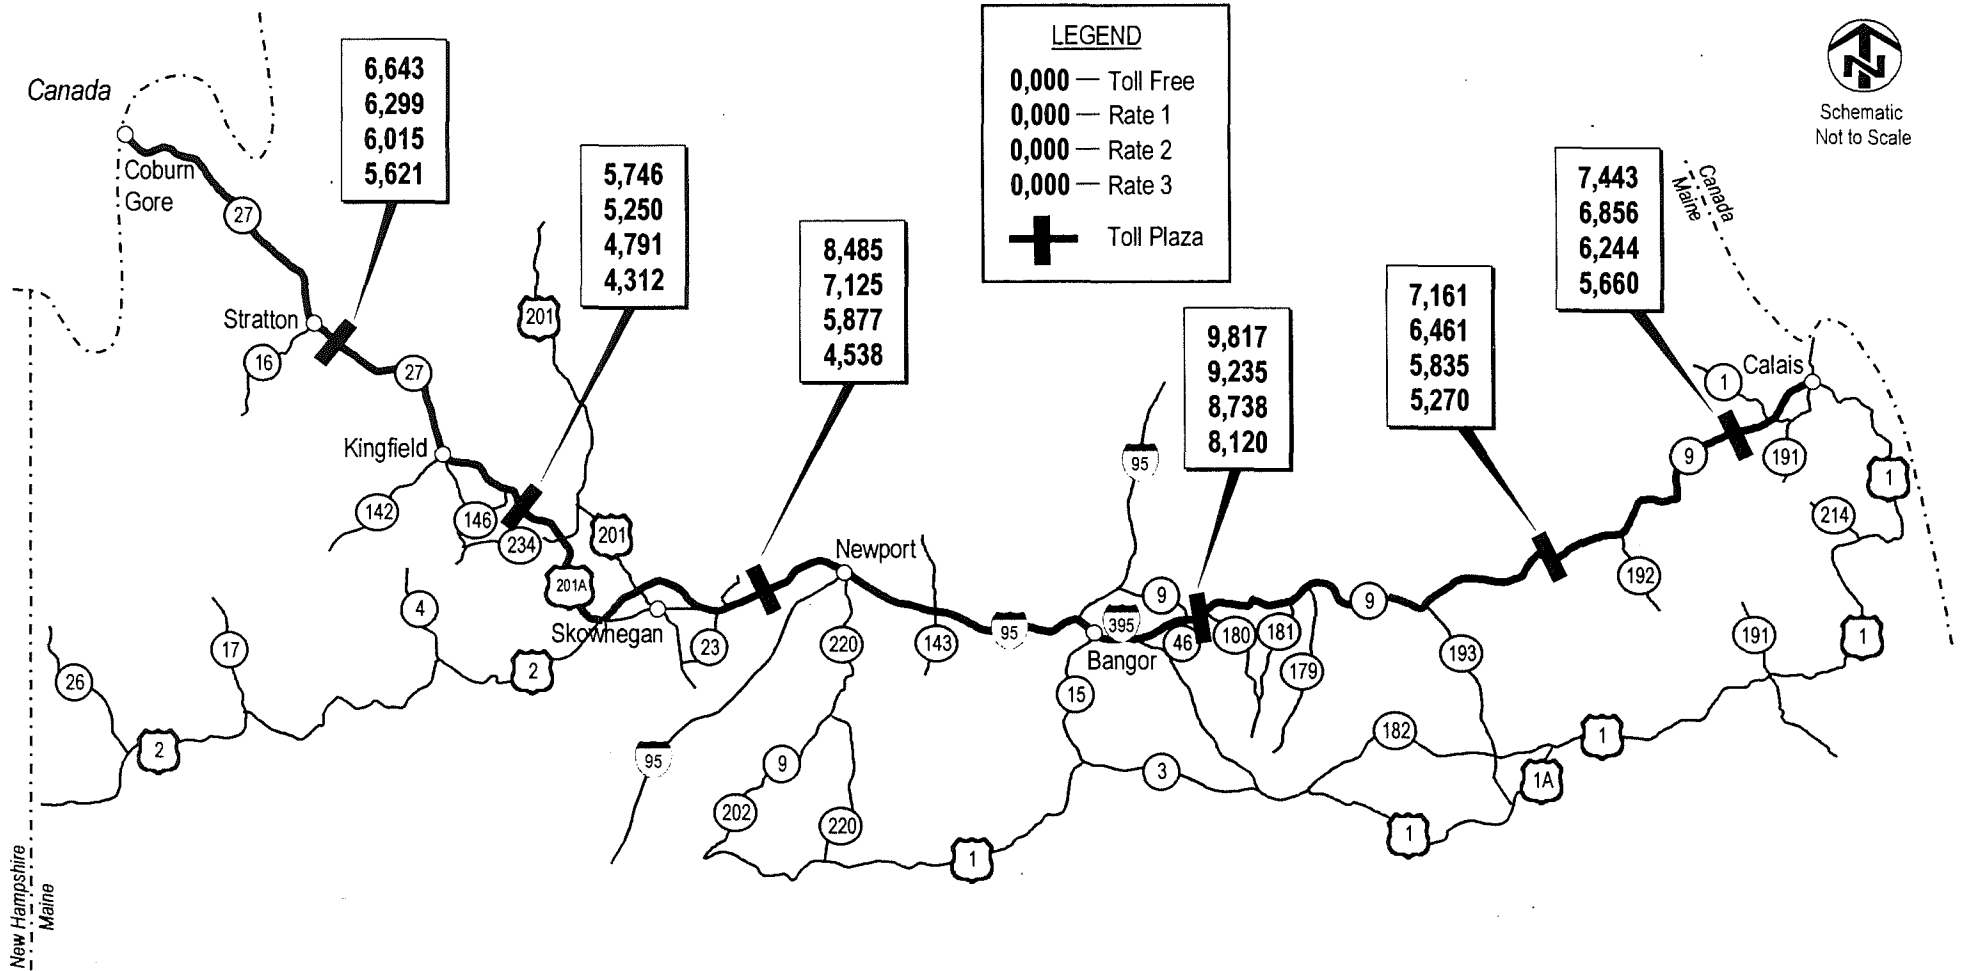 LEGEND
0,000 — Toll Free
0,000 — Rate 1
0,000 — Rate 2
0,000 — Rate 3
Toll Plaza
Schematic
Not to Scale
N
Canada
Coburn
Gore
27
6,643
6,299
6,015
5,621
Stratton
16
27
Kingfield
142
146
234
201
5,746
5,250
4,791
4,312
201
201A
Skowhegan
8,485
7,125
5,877
4,538
Newport
23
220
143
95
95
9
202
220
4
17
26
2
2
New Hampshire
Maine
95
9
395
Bangor
46
9,817
9,235
8,738
8,120
180
181
179
9
15
3
1
193
182
1
1A
1
7,161
6,461
5,835
5,270
192
9
7,443
6,856
6,244
5,660
Canada
Maine
Calais
1
191
1
214
1
191